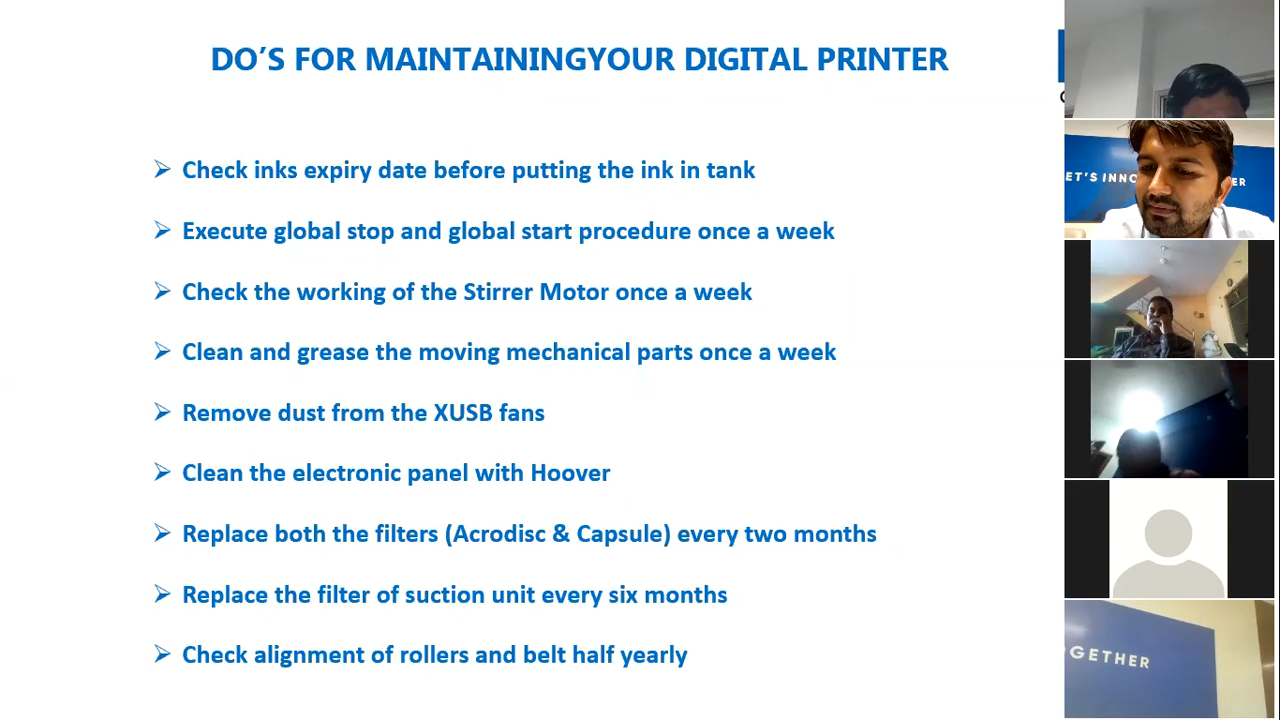 DO’S FOR MAINTAININGYOUR DIGITAL PRINTER
➢ Check inks expiry date before putting the ink in tank
➢ Execute global stop and global start procedure once a week
➢ Check the working of the Stirrer Motor once a week
➢ Clean and grease the moving mechanical parts once a week
➢ Remove dust from the XUSB fans
➢ Clean the electronic panel with Hoover
➢ Replace both the filters (Acrodisc & Capsule) every two months
➢ Replace the filter of suction unit every six months
➢ Check alignment of rollers and belt half yearly
ET'S INNO ER
OGETHER